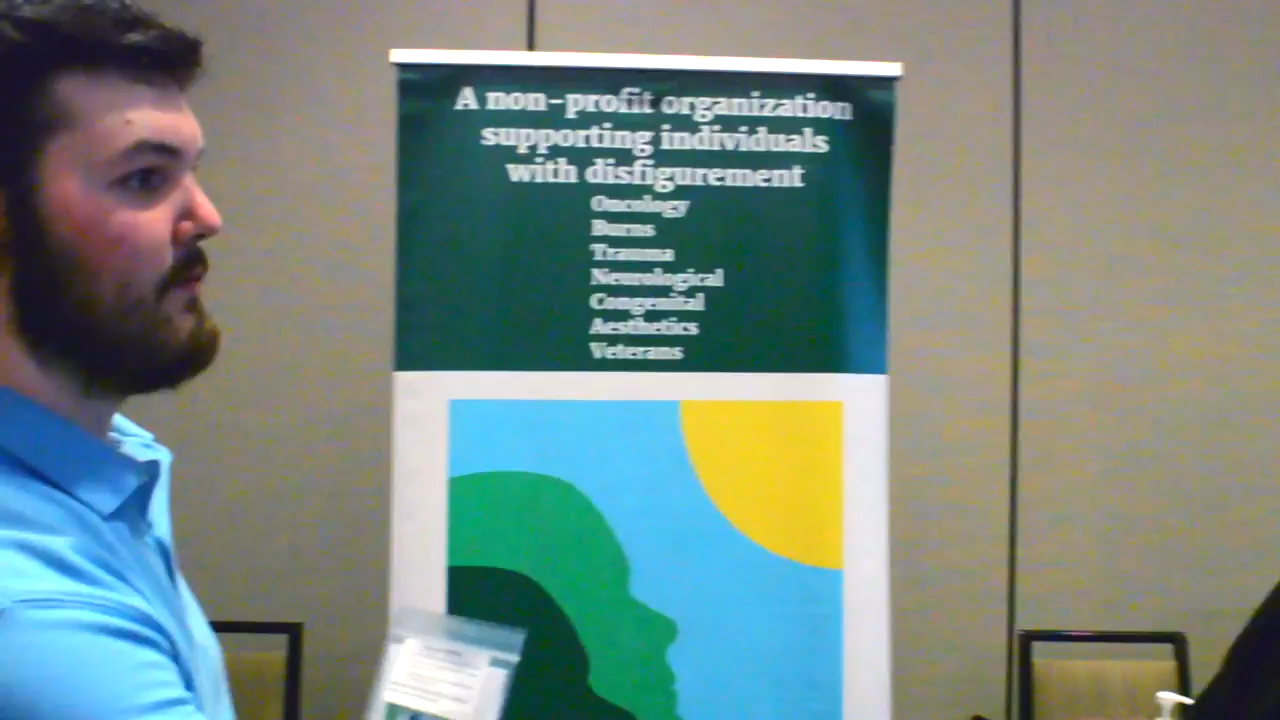 A non-profit organization
supporting individuals
with disfigurement
Oncology
Burns
Trauma
Neurological
Congenital
Aesthetics
Veterans